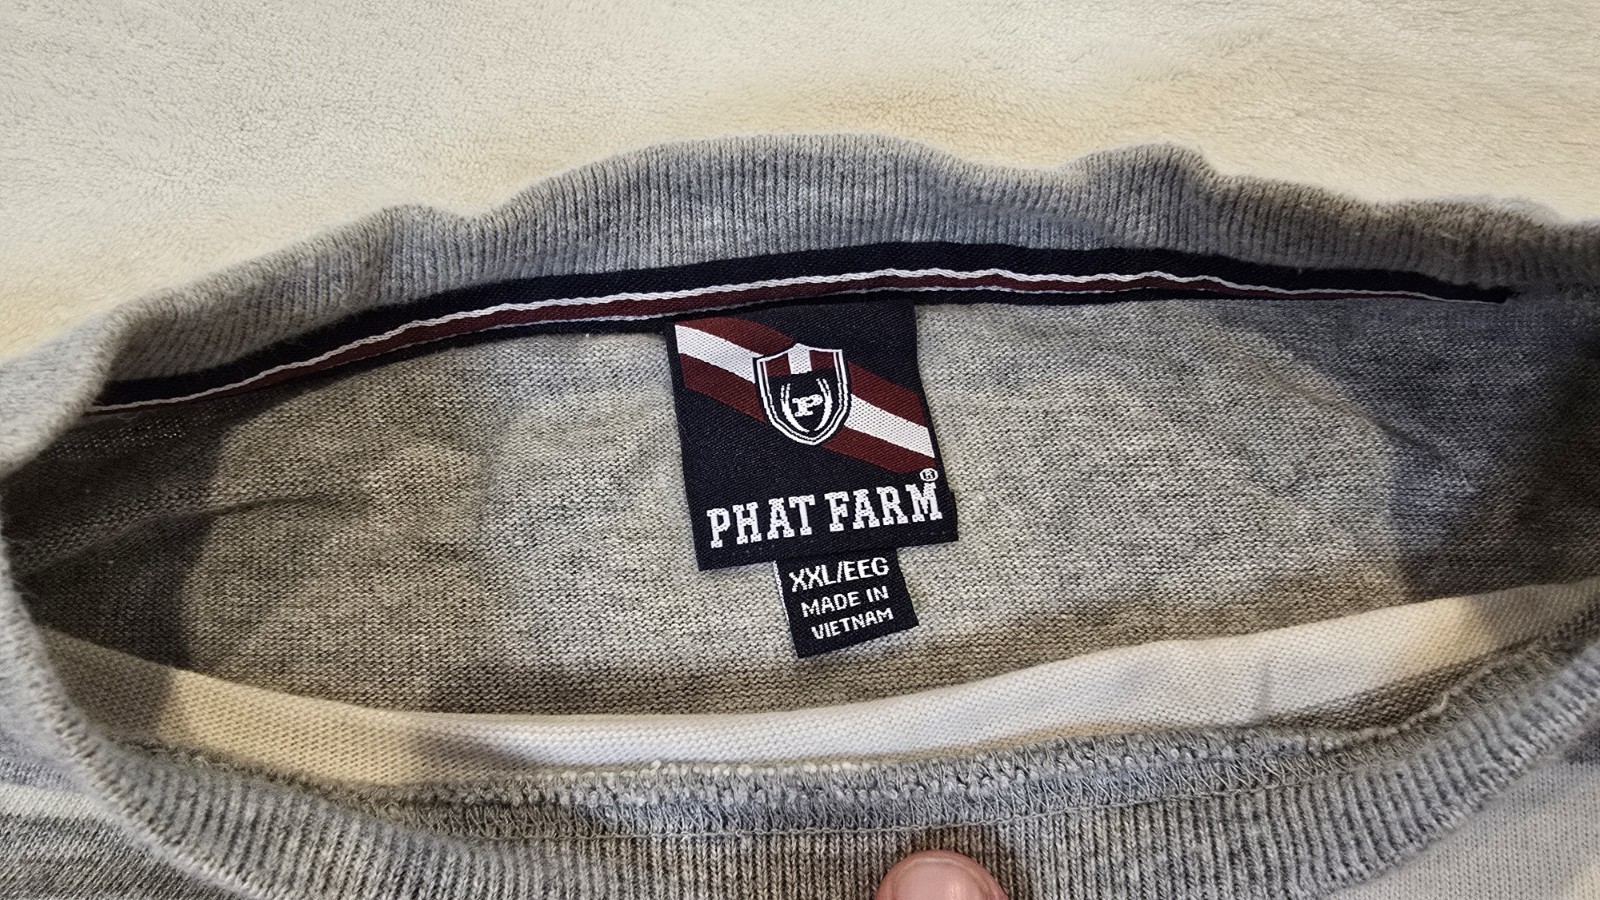 P
PHAT FARM®
XXL/EEG
MADE IN
VIETNAM